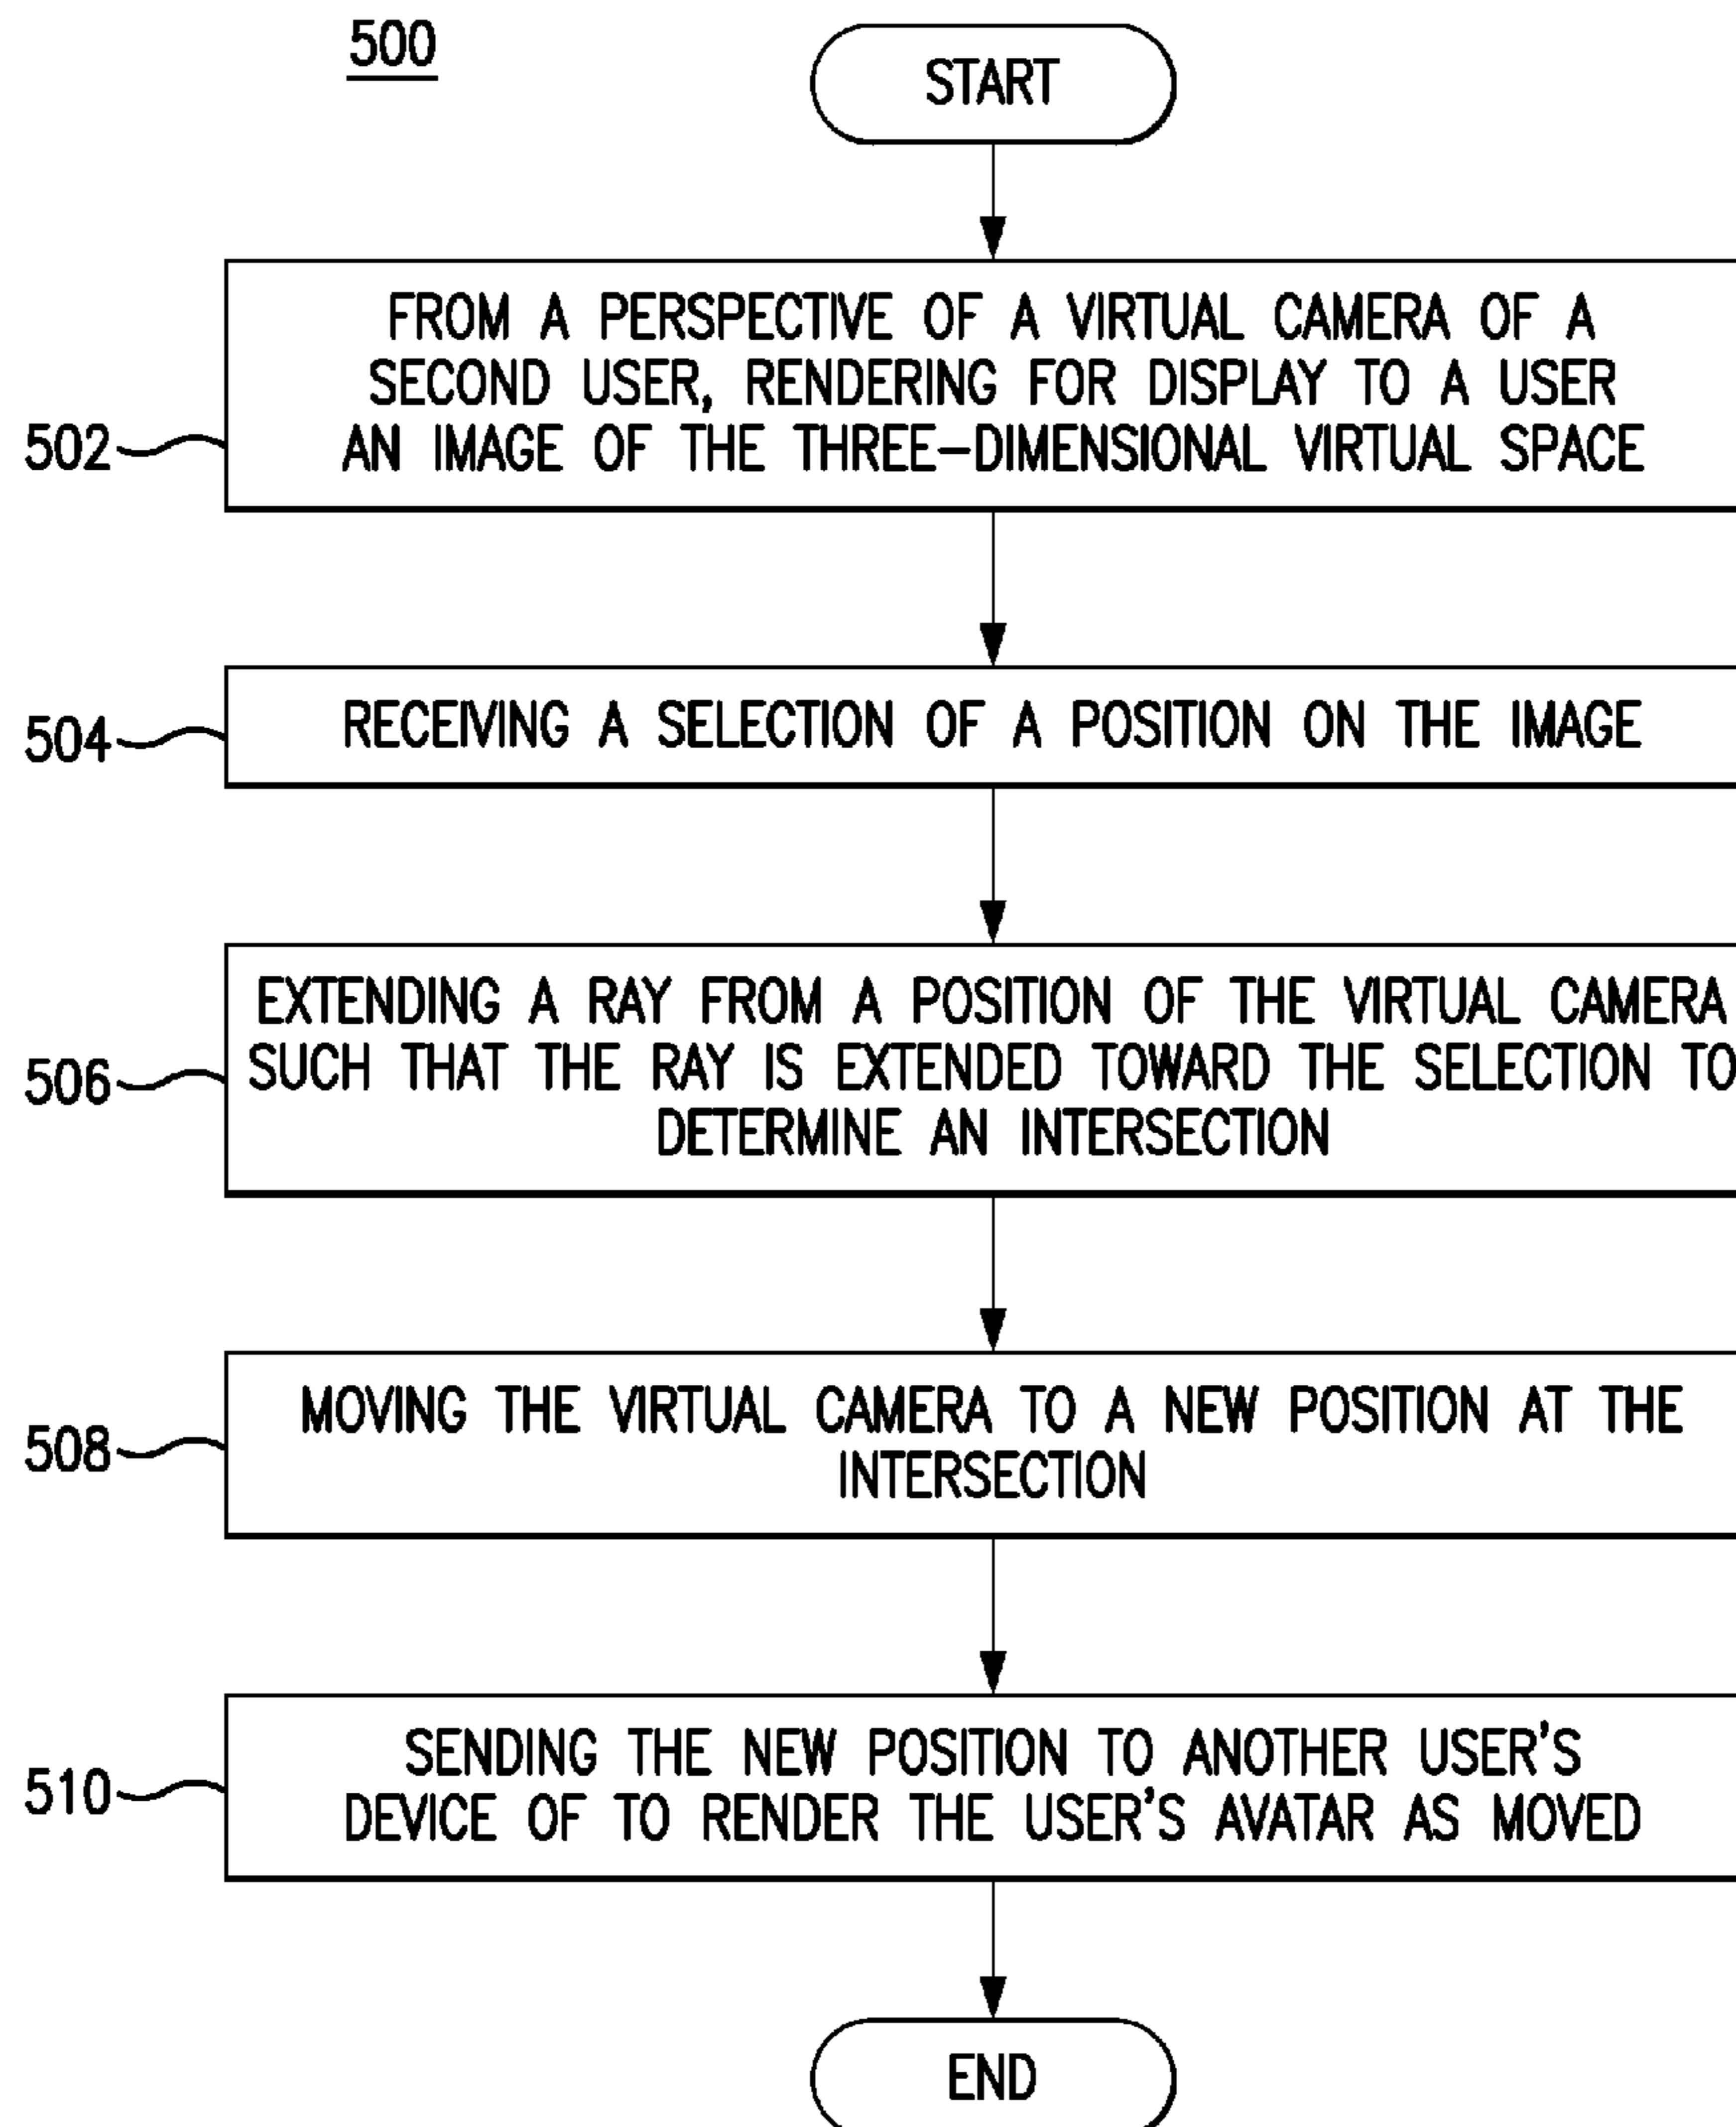 500
START
FROM A PERSPECTIVE OF A VIRTUAL CAMERA OF A
SECOND USER, RENDERING FOR DISPLAY TO A USER
AN IMAGE OF THE THREE-DIMENSIONAL VIRTUAL SPACE
502
RECEIVING A SELECTION OF A POSITION ON THE IMAGE
504
EXTENDING A RAY FROM A POSITION OF THE VIRTUAL CAMERA
SUCH THAT THE RAY IS EXTENDED TOWARD THE SELECTION TO
DETERMINE AN INTERSECTION
506
MOVING THE VIRTUAL CAMERA TO A NEW POSITION AT THE
INTERSECTION
508
SENDING THE NEW POSITION TO ANOTHER USER'S
DEVICE OF TO RENDER THE USER'S AVATAR AS MOVED
510
END